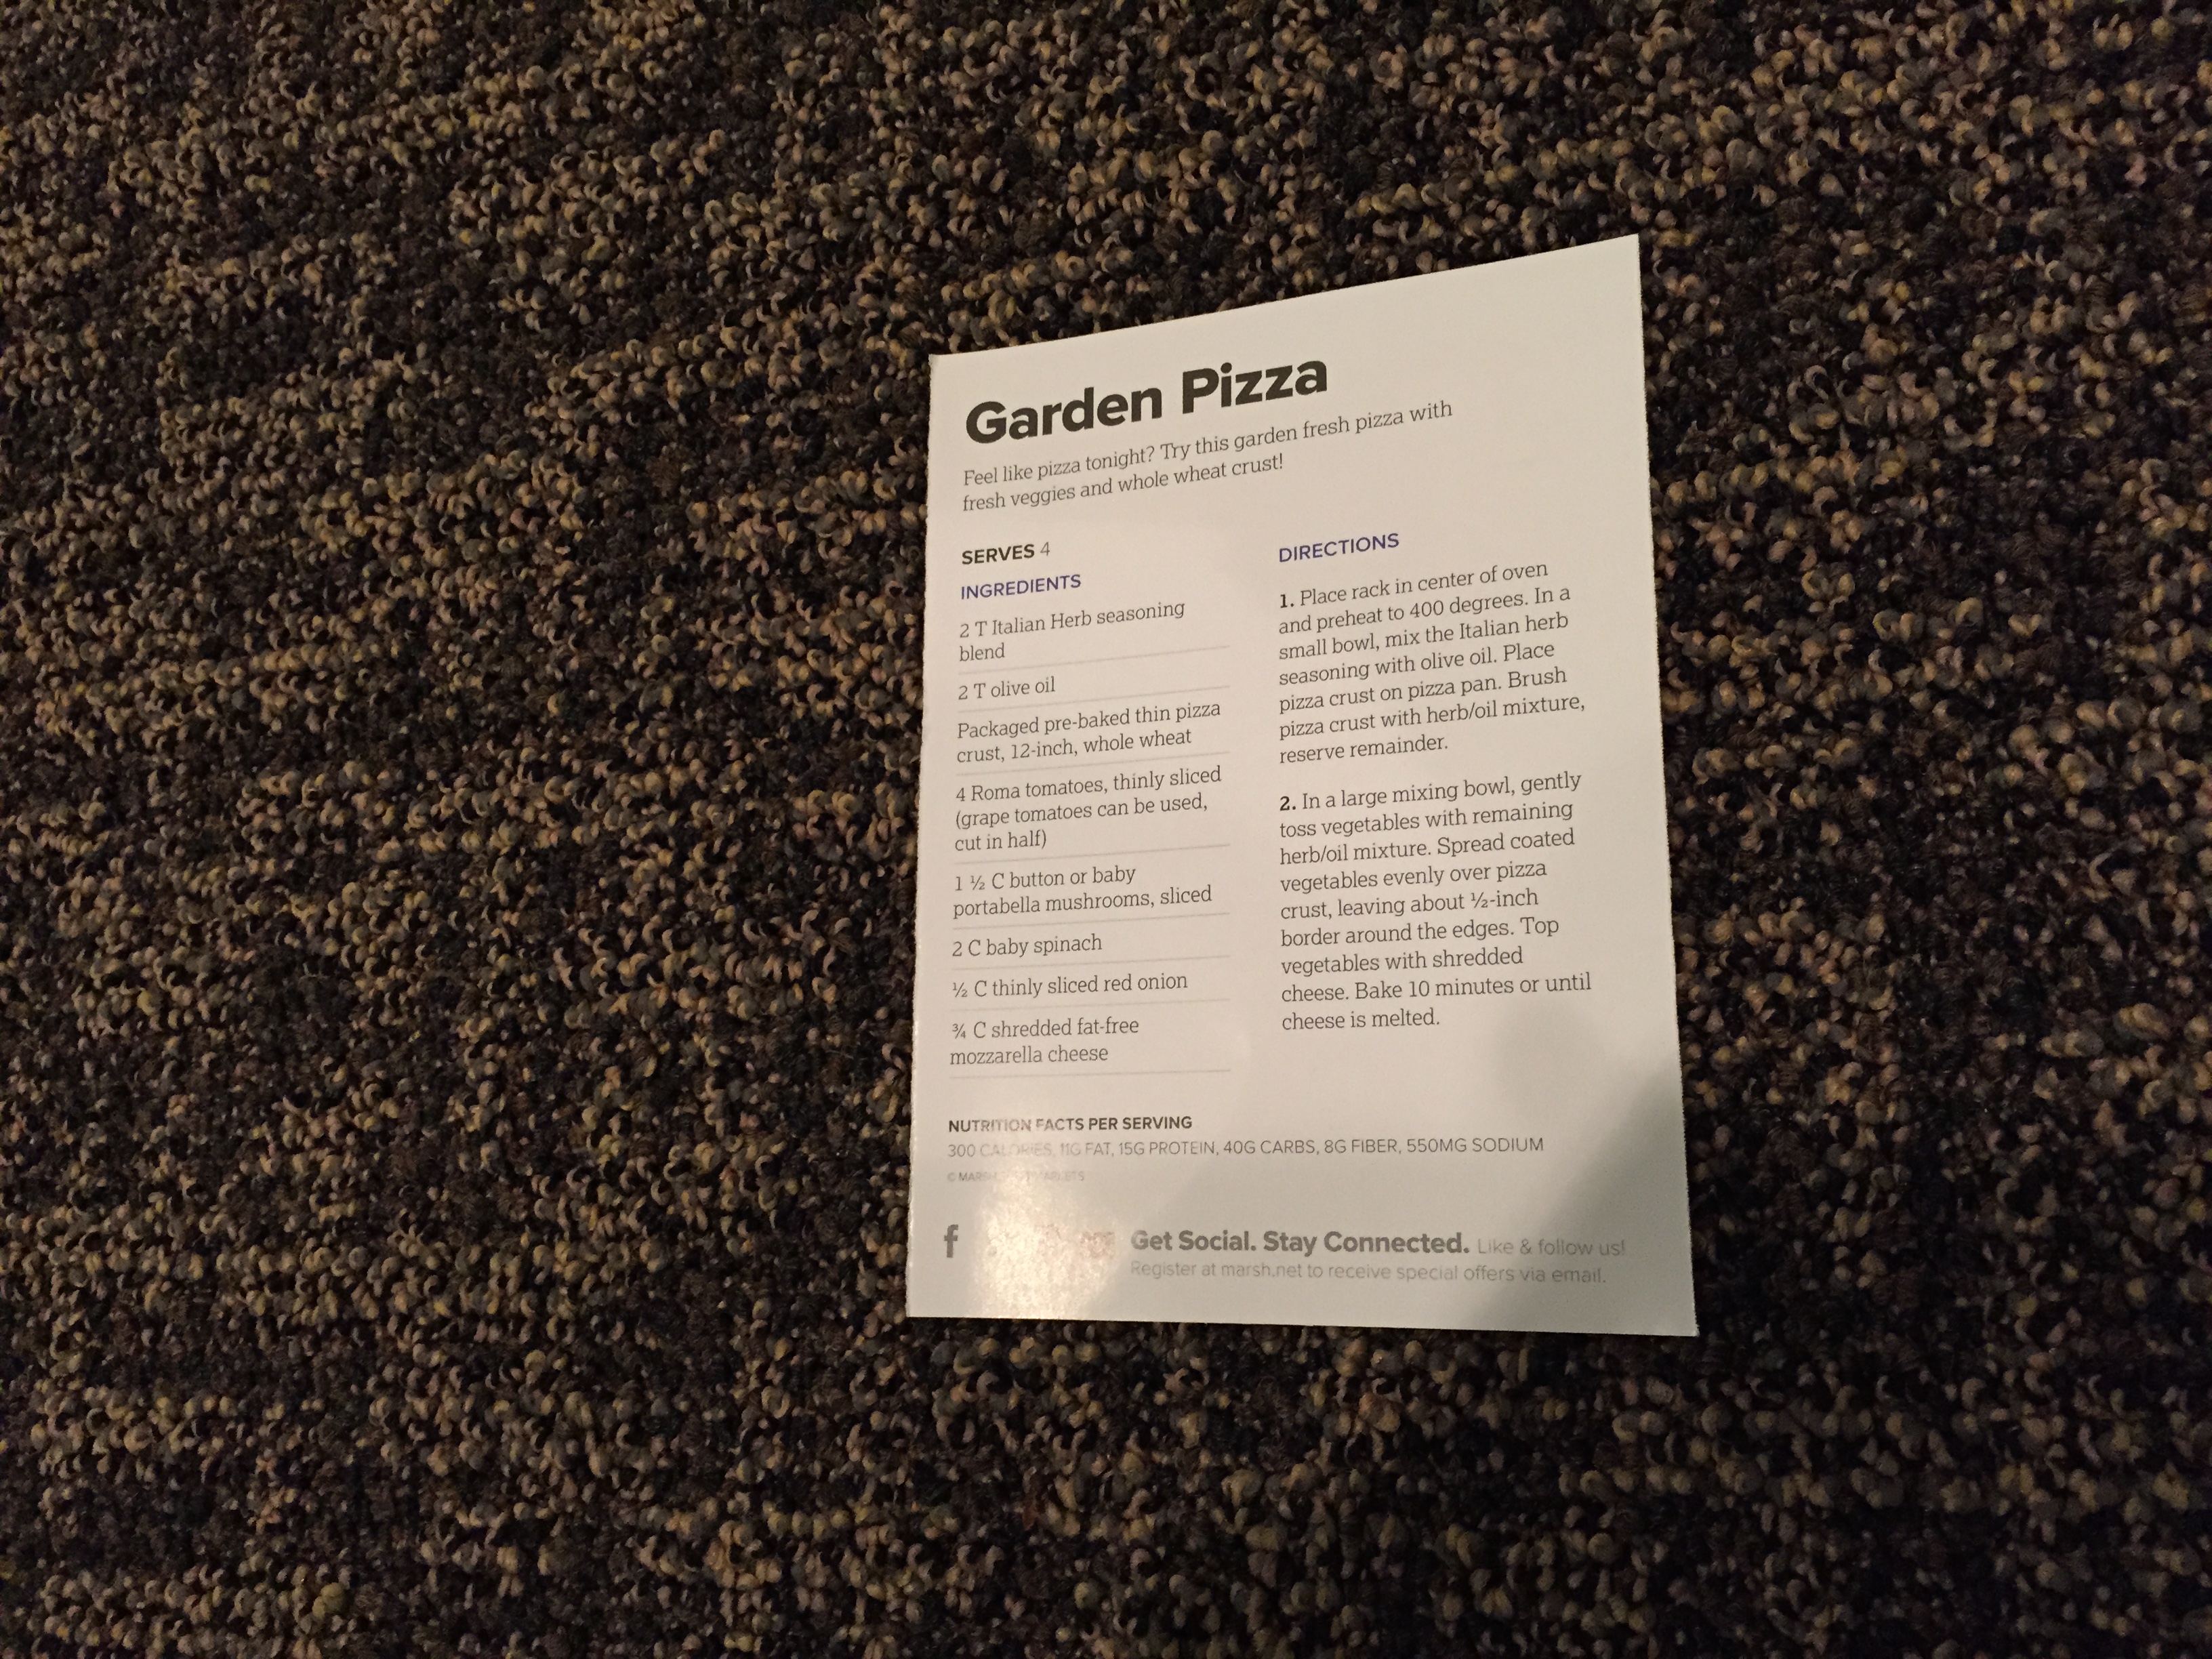 Garden Pizza
Feel like pizza tonight? Try this garden fresh pizza with
fresh veggies and whole wheat crust!
SERVES 4
INGREDIENTS
2 T Italian Herb seasoning
blend
2 T olive oil
Packaged pre-baked thin pizza
crust, 12-inch, whole wheat
4 Roma tomatoes, thinly sliced
(grape tomatoes can be used,
cut in half)
1 ½ C button or baby
portabella mushrooms, sliced
2 C baby spinach
½ C thinly sliced red onion
¾ C shredded fat-free
mozzarella cheese
DIRECTIONS
1. Place rack in center of oven
and preheat to 400 degrees. In a
small bowl, mix the Italian herb
seasoning with olive oil. Place
pizza crust on pizza pan. Brush
pizza crust with herb/oil mixture,
reserve remainder.
2. In a large mixing bowl, gently
toss vegetables with remaining
herb/oil mixture. Spread coated
vegetables evenly over pizza
crust, leaving about ½-inch
border around the edges. Top
vegetables with shredded
cheese. Bake 10 minutes or until
cheese is melted.
NUTRITION FACTS PER SERVING
300 CALORIES, 11G FAT, 15G PROTEIN, 40G CARBS, 8G FIBER, 550MG SODIUM
© MARSH
f
Get Social. Stay Connected. Like & follow us!
Register at marsh.net to receive special offers via email.